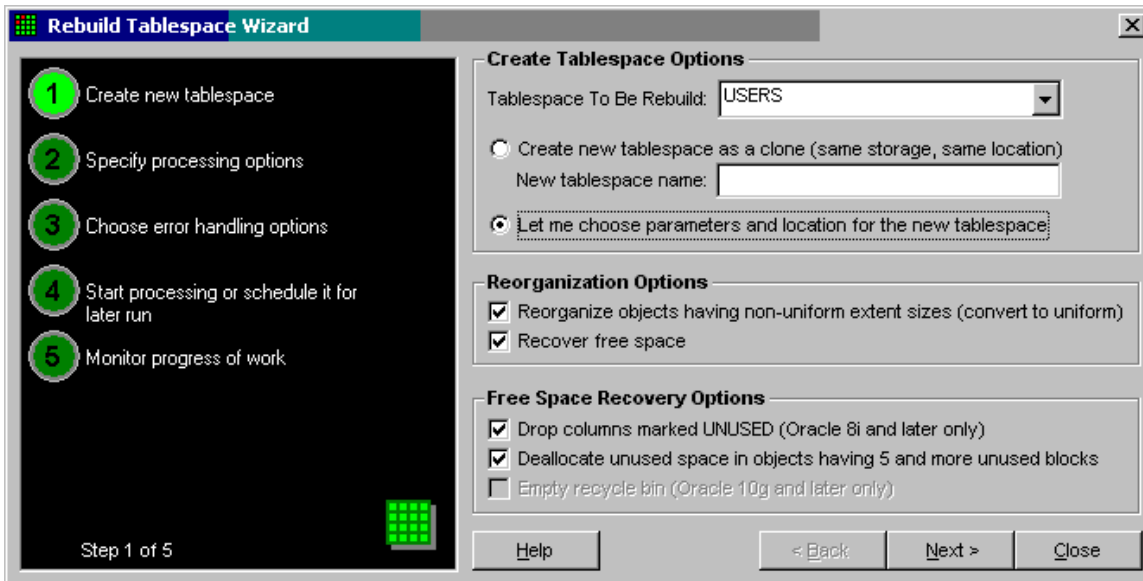 Rebuild Tablespace Wizard
1 Create new tablespace
2 Specify processing options
3 Choose error handling options
4 Start processing or schedule it for
later run
5 Monitor progress of work
Step 1 of 5
Create Tablespace Options
Tablespace To Be Rebuild: USERS
Create new tablespace as a clone (same storage, same location)
New tablespace name:
Let me choose parameters and location for the new tablespace
Reorganization Options
Reorganize objects having non-uniform extent sizes (convert to uniform)
Recover free space
Free Space Recovery Options
Drop columns marked UNUSED (Oracle 8i and later only)
Deallocate unused space in objects having 5 and more unused blocks
Empty recycle bin (Oracle 10g and later only)
Help < Back Next > Close